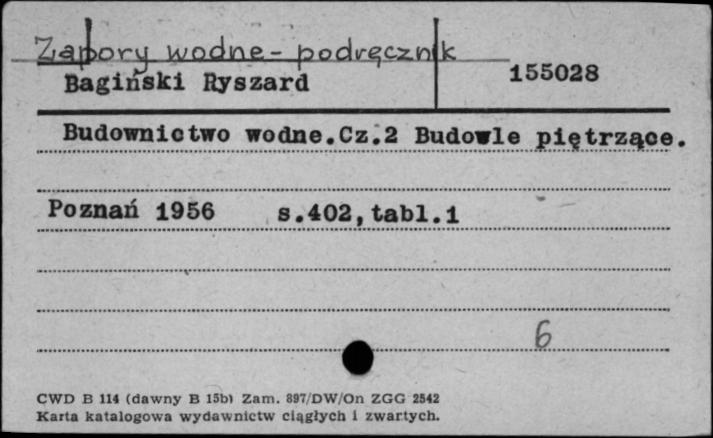 Zapory wodne - podręcznik
Bagiński Ryszard 155028
Budownictwo wodne.Cz.2 Budowle piętrzące.
Poznań 1956 s.402,tabl.1
6
CWD B 114 (dawny B 15b) Zam. 897/DW/On ZGG 2542
Karta katalogowa wydawnictw ciągłych i zwartych.